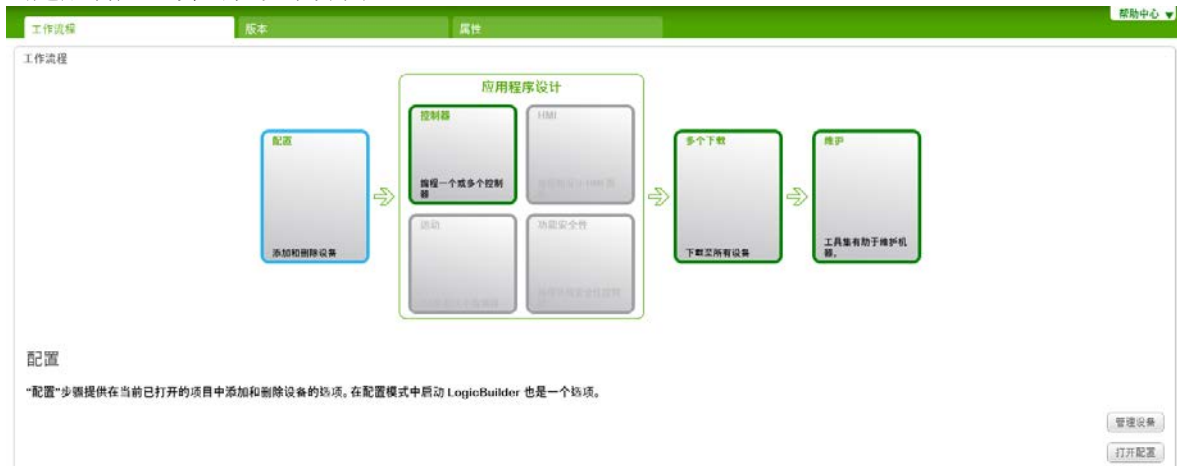 帮助中心
工作流程
版本
属性
工作流程
应用程序设计
配置
添加和删除设备
控制器
编程一个或多个控制
器
HMI
运动
功能安全性
多个下载
下载至所有设备
维护
工具集有助于维护机
器。
配置
“配置”步骤提供在当前已打开的项目中添加和删除设备的选项。在配置模式中启动 LogicBuilder 也是一个选项。
管理设备
打开配置